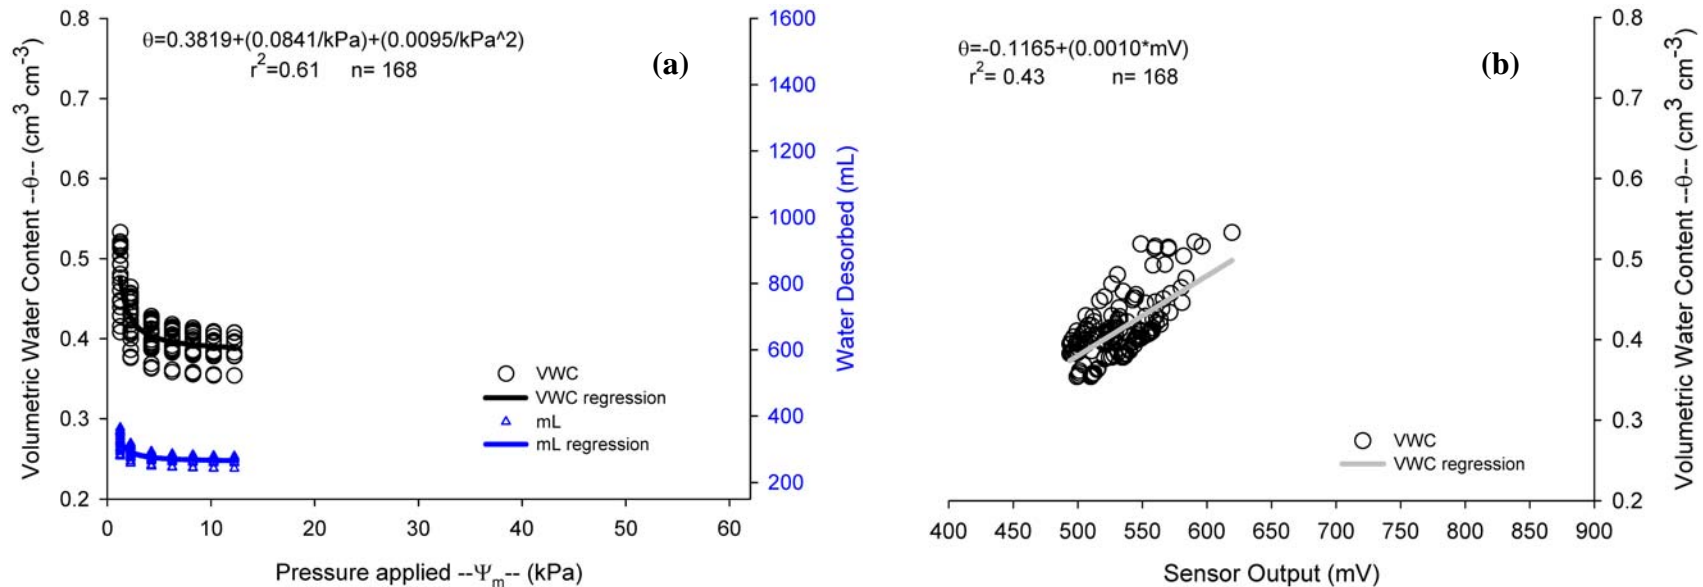 θ=0.3819+(0.0841/kPa)+(0.0095/kPa^2)
r²=0.61 n= 168
(a)
0.8
0.7
0.6
0.5
0.4
0.3
0.2
Volumetric Water Content --θ-- (cm³ cm⁻³)
1600
1400
1200
1000
800
600
400
200
Water Desorbed (mL)
VWC
VWC regression
mL
mL regression
0 10 20 30 40 50 60
Pressure applied --Ψₘ-- (kPa)
θ=-0.1165+(0.0010*mV)
r²= 0.43 n= 168
(b)
0.8
0.7
0.6
0.5
0.4
0.3
0.2
Volumetric Water Content --θ-- (cm³ cm⁻³)
VWC
VWC regression
400 450 500 550 600 650 700 750 800 850 900
Sensor Output (mV)